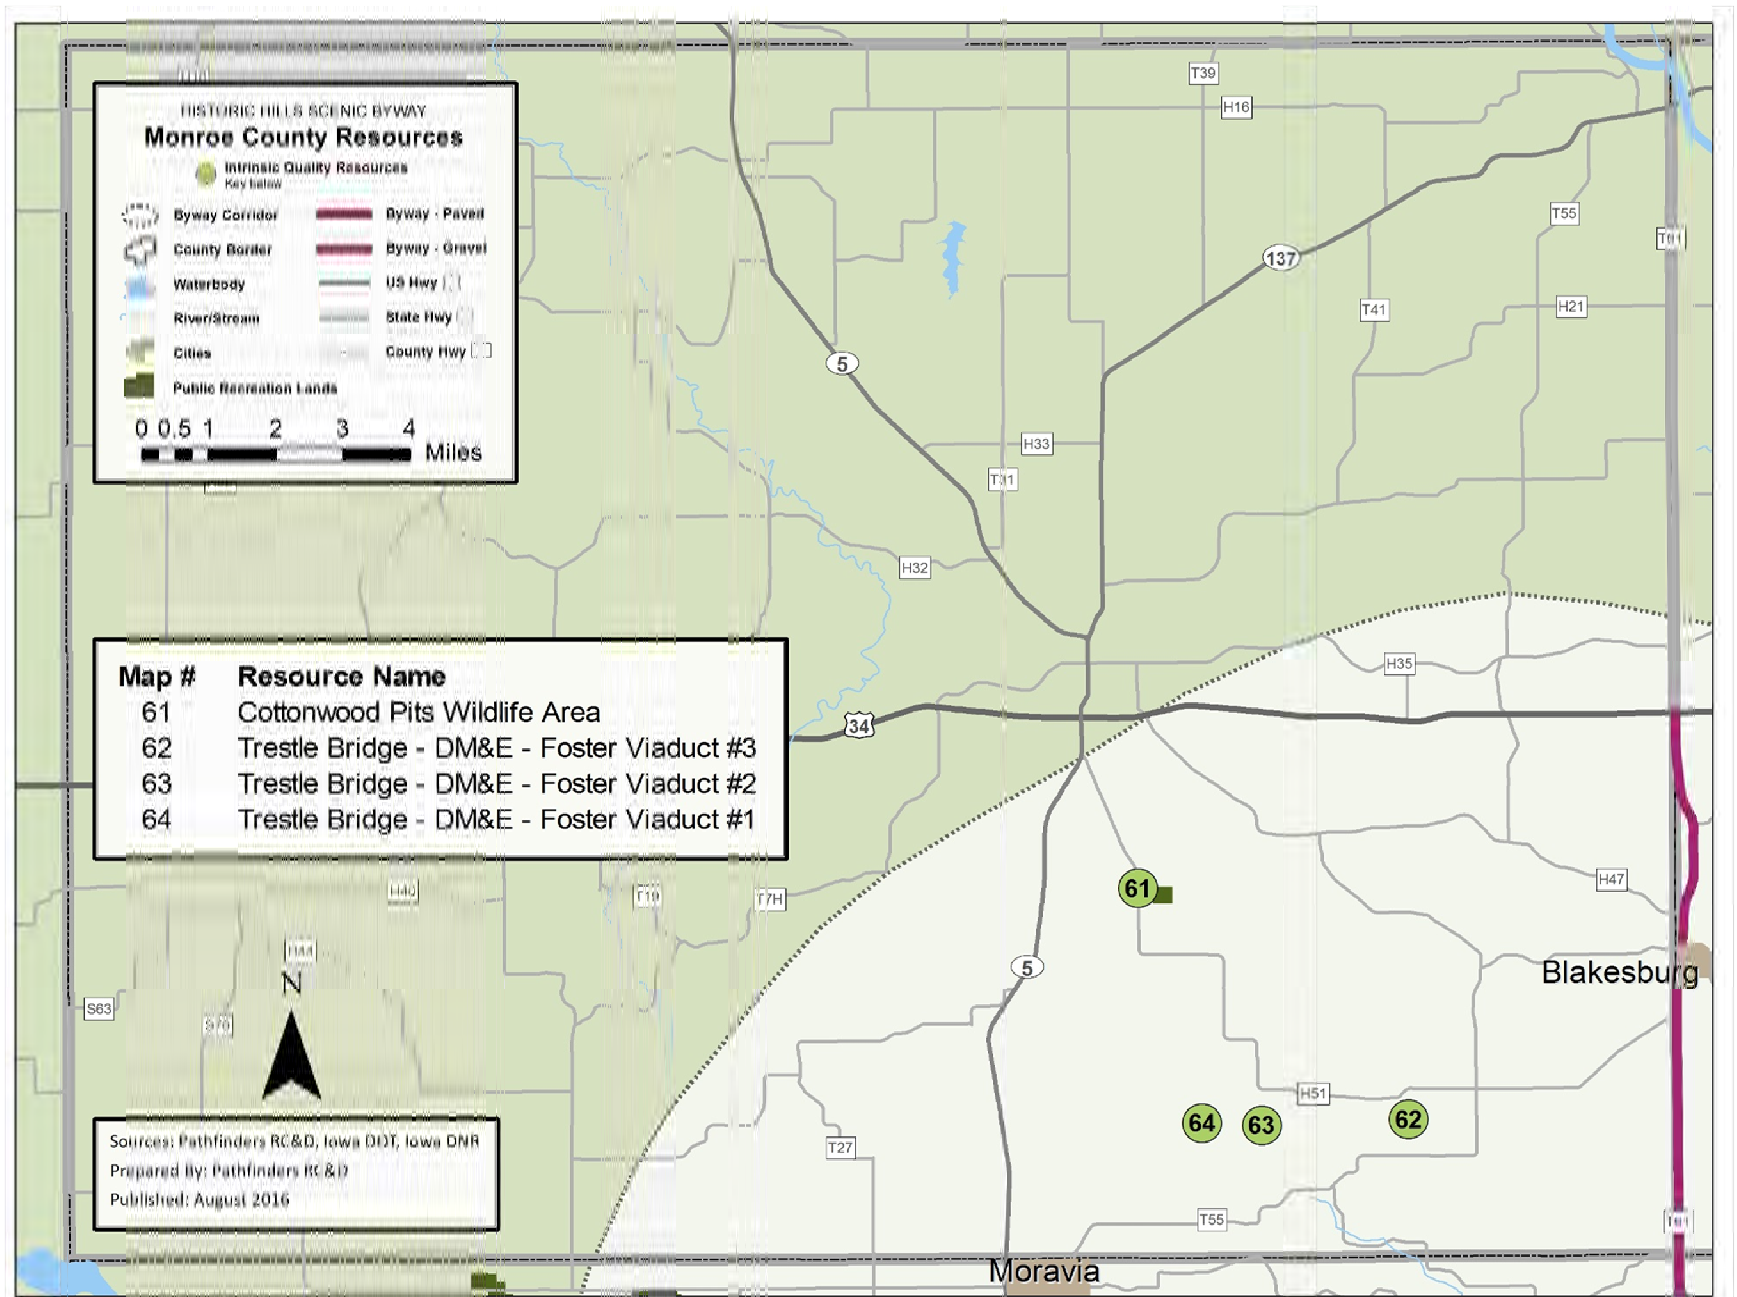 HISTORIC HILLS SCENIC BYWAY
Monroe County Resources
Intrinsic Quality Resources
Key below
Byway Corridor
Byway - Paved
County Border
Byway - Gravel
Waterbody
US Hwy
River/Stream
State Hwy
Cities
County Hwy
Public Recreation Lands
0 0.5 1 2 3 4
Miles
Map # Resource Name
61 Cottonwood Pits Wildlife Area
62 Trestle Bridge - DM&E - Foster Viaduct #3
63 Trestle Bridge - DM&E - Foster Viaduct #2
64 Trestle Bridge - DM&E - Foster Viaduct #1
N
Sources: Pathfinders RC&D, Iowa DOT, Iowa DNR
Prepared By: Pathfinders RC&D
Published: August 2016
T39
H16
T55
137
T41
H21
5
H33
H32
H35
34
H47
T7H
61
5
Blakesburg
S63
H51
64
63
62
T27
T55
Moravia